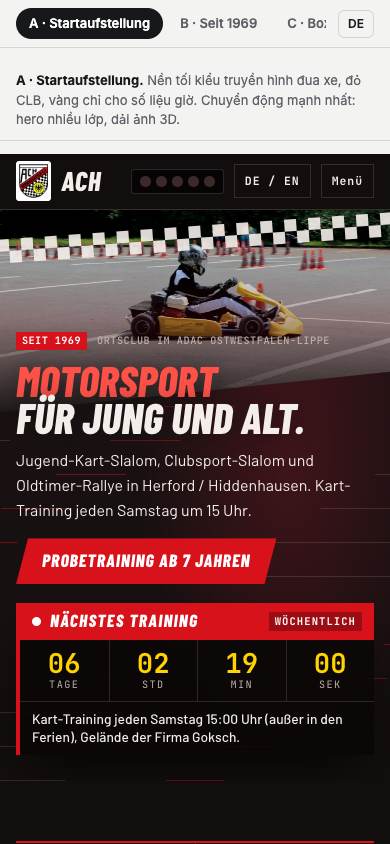 A · Startaufstellung B · Seit 1969 C · Bo DE
A · Startaufstellung. Nền tối kiểu truyền hình đua xe, đỏ
CLB, vàng chỉ cho số liệu giờ. Chuyển động mạnh nhất:
hero nhiều lớp, dải ảnh 3D.
ACH DE / EN Menü
SEIT 1969 ORTSCLUB IM ADAC OSTWESTFALEN-LIPPE
MOTORSPORT
FÜR JUNG UND ALT.
Jugend-Kart-Slalom, Clubsport-Slalom und
Oldtimer-Rallye in Herford / Hiddenhausen. Kart-
Training jeden Samstag um 15 Uhr.
PROBETRAINING AB 7 JAHREN
NÄCHSTES TRAINING WÖCHENTLICH
06 02 19 00
TAGE STD MIN SEK
Kart-Training jeden Samstag 15:00 Uhr (außer in den
Ferien), Gelände der Firma Goksch.